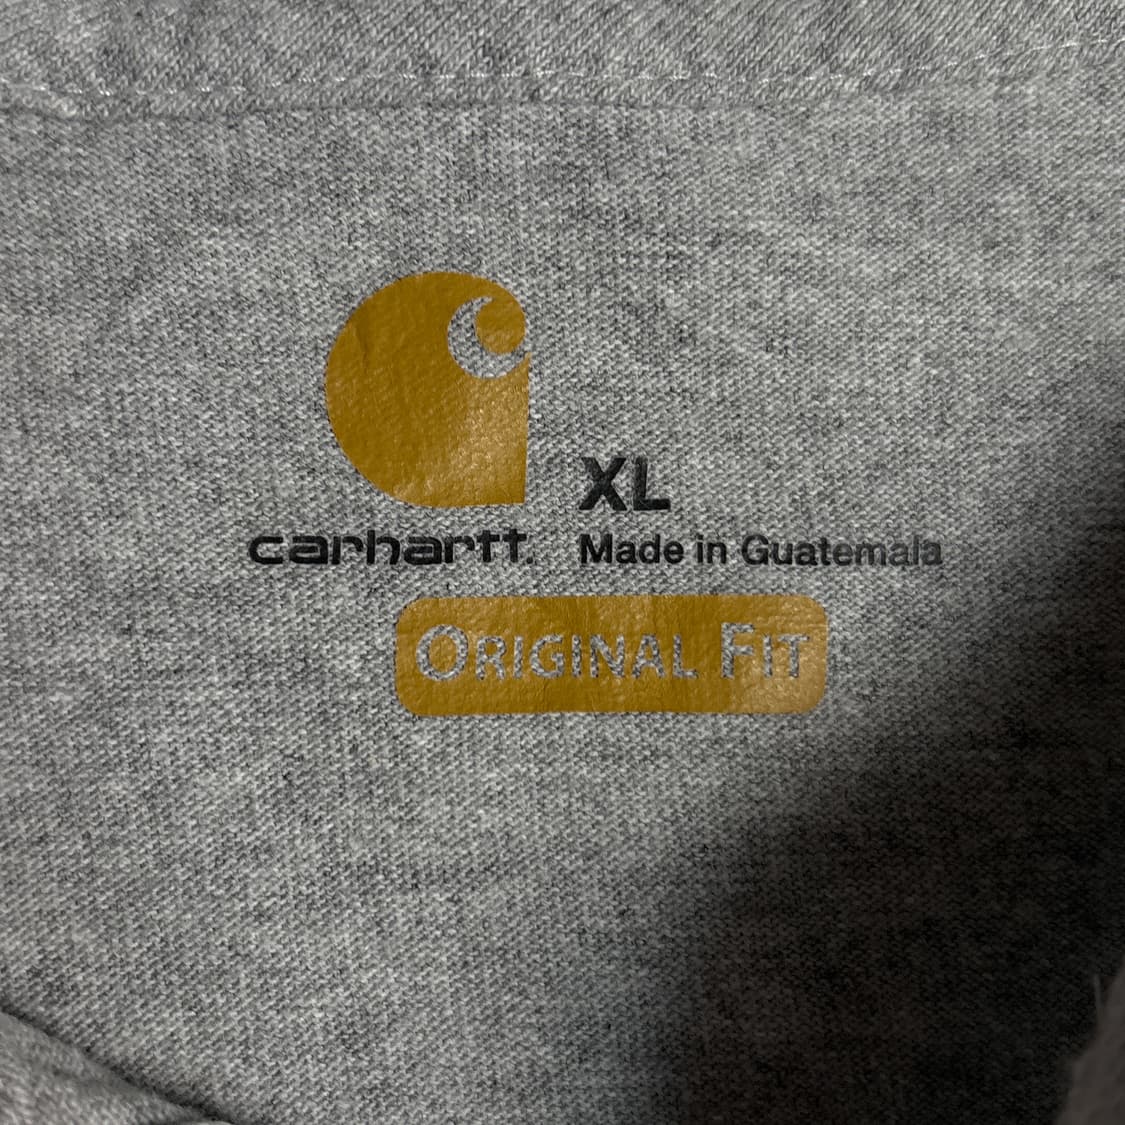 XL
carhartt.
Made in Guatemala
ORIGINAL FIT